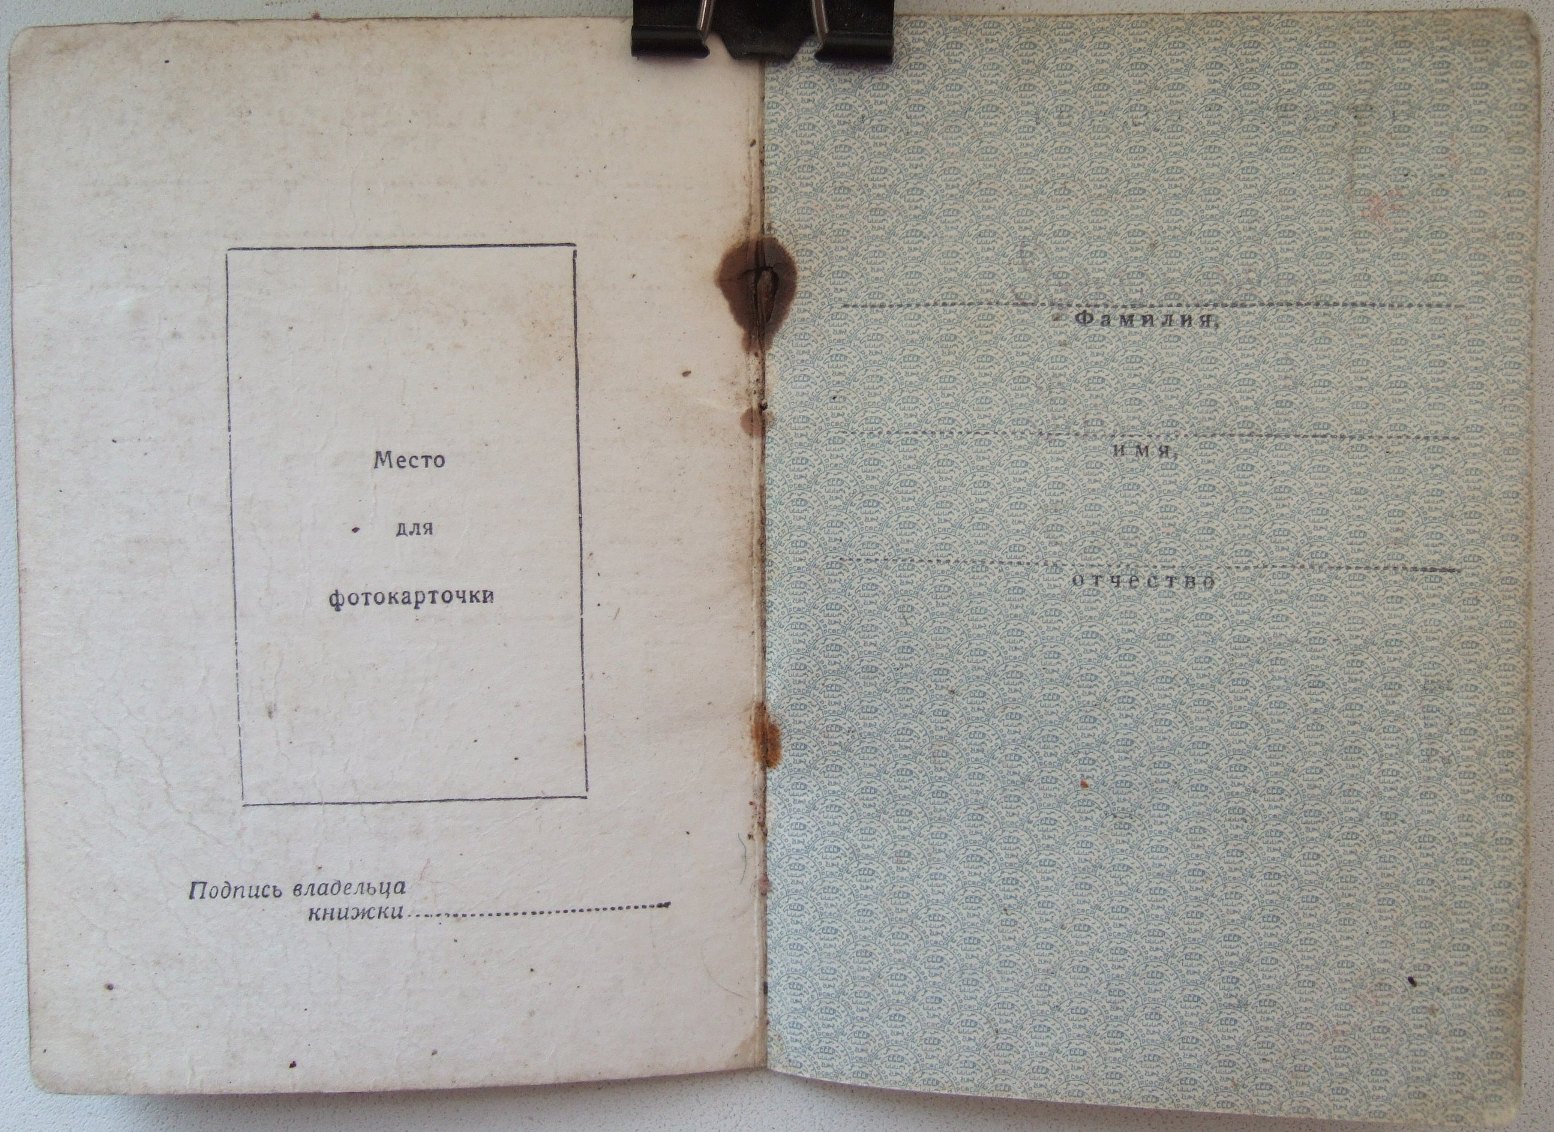 Место
для
фотокарточки
Подпись владельца
книжки
Фамилия,
имя,
отчество